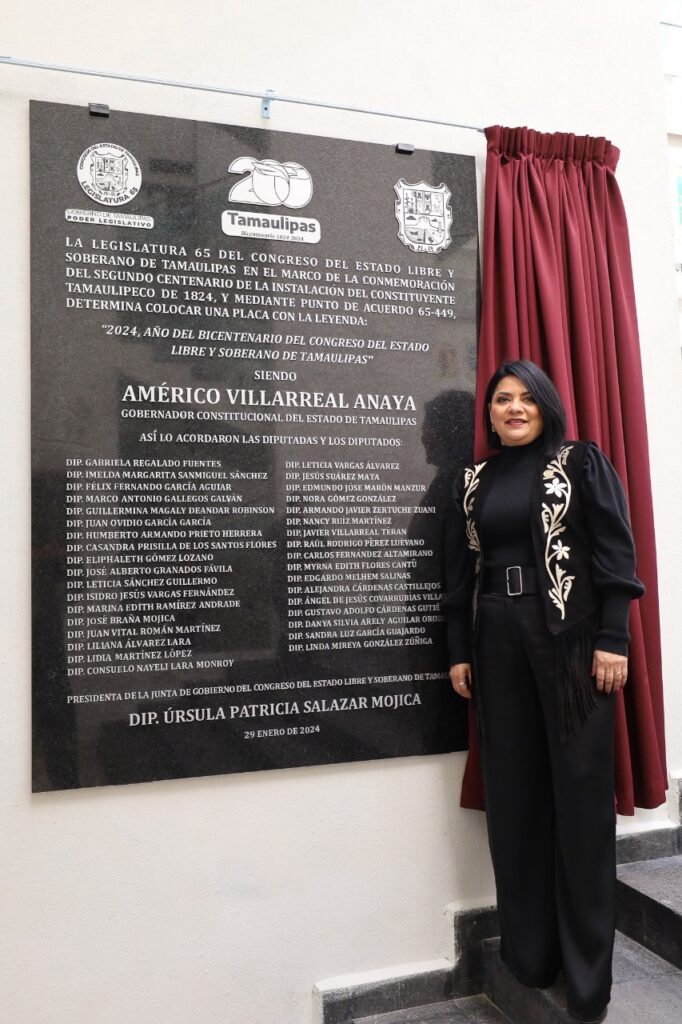 CONGRESO DEL ESTADO DE TAMAULIPAS
LEGISLATURA 65
GOBIERNO DE TAMAULIPAS
PODER LEGISLATIVO
200
Tamaulipas
Bicentenario 1824-2024
LA LEGISLATURA 65 DEL CONGRESO DEL ESTADO LIBRE Y
SOBERANO DE TAMAULIPAS EN EL MARCO DE LA CONMEMORACIÓN
DEL SEGUNDO CENTENARIO DE LA INSTALACIÓN DEL CONSTITUYENTE
TAMAULIPECO DE 1824, Y MEDIANTE PUNTO DE ACUERDO 65-449,
DETERMINA COLOCAR UNA PLACA CON LA LEYENDA:
"2024, AÑO DEL BICENTENARIO DEL CONGRESO DEL ESTADO
LIBRE Y SOBERANO DE TAMAULIPAS"
SIENDO
AMÉRICO VILLARREAL ANAYA
GOBERNADOR CONSTITUCIONAL DEL ESTADO DE TAMAULIPAS
ASÍ LO ACORDARON LAS DIPUTADAS Y LOS DIPUTADOS:
DIP. GABRIELA REGALADO FUENTES
DIP. IMELDA MARGARITA SANMIGUEL SÁNCHEZ
DIP. FÉLIX FERNANDO GARCÍA AGUIAR
DIP. MARCO ANTONIO GALLEGOS GALVÁN
DIP. GUILLERMINA MAGALY DEANDAR ROBINSON
DIP. JUAN OVIDIO GARCÍA GARCÍA
DIP. HUMBERTO ARMANDO PRIETO HERRERA
DIP. CASANDRA PRISILLA DE LOS SANTOS FLORES
DIP. ELIPHALETH GÓMEZ LOZANO
DIP. JOSÉ ALBERTO GRANADOS FÁVILA
DIP. LETICIA SÁNCHEZ GUILLERMO
DIP. ISIDRO JESÚS VARGAS FERNÁNDEZ
DIP. MARINA EDITH RAMÍREZ ANDRADE
DIP. JOSÉ BRAÑA MOJICA
DIP. JUAN VITAL ROMÁN MARTÍNEZ
DIP. LILIANA ÁLVAREZ LARA
DIP. LIDIA MARTÍNEZ LÓPEZ
DIP. CONSUELO NAYELI LARA MONROY
DIP. LETICIA VARGAS ÁLVAREZ
DIP. JESÚS SUÁREZ MATA
DIP. EDMUNDO JOSÉ MARÓN MANZUR
DIP. NORA GÓMEZ GONZÁLEZ
DIP. ARMANDO JAVIER ZERTUCHE ZUANI
DIP. NANCY RUIZ MARTÍNEZ
DIP. JAVIER VILLARREAL TERÁN
DIP. RAÚL RODRIGO PÉREZ LUÉVANO
DIP. CARLOS FERNÁNDEZ ALTAMIRANO
DIP. MYRNA EDITH FLORES CANTÚ
DIP. EDGARDO MELHEM SALINAS
DIP. ALEJANDRA CÁRDENAS CASTILLEJOS
DIP. ÁNGEL DE JESÚS COVARRUBIAS
DIP. GUSTAVO ADOLFO CÁRDENAS
DIP. DANYA SILVIA ARELY AGUILAR
DIP. SANDRA LUZ GARCÍA GUAJARDO
DIP. LINDA MIREYA GONZÁLEZ ZÚÑIGA
PRESIDENTA DE LA JUNTA DE GOBIERNO DEL CONGRESO DEL ESTADO LIBRE Y SOBERANO DE
DIP. ÚRSULA PATRICIA SALAZAR MOJICA
29 ENERO DE 2024